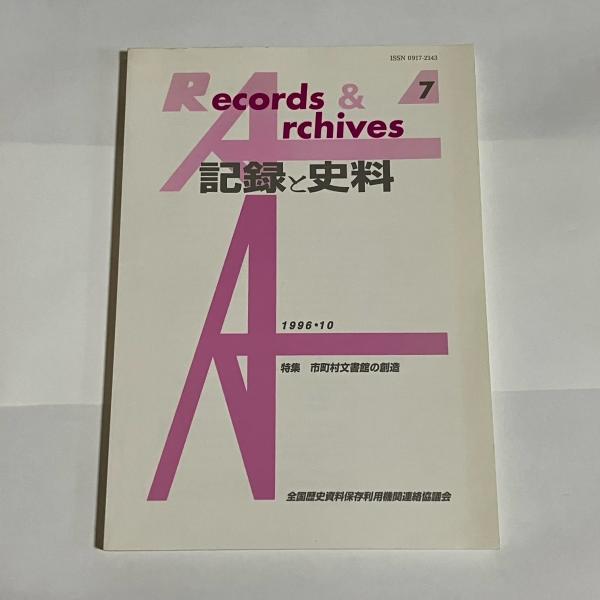 ISSN 0917-2343
7
Records &
Archives
記録と史料
1996・10
特集 市町村文書館の創造
全国歴史資料保存利用機関連絡協議会